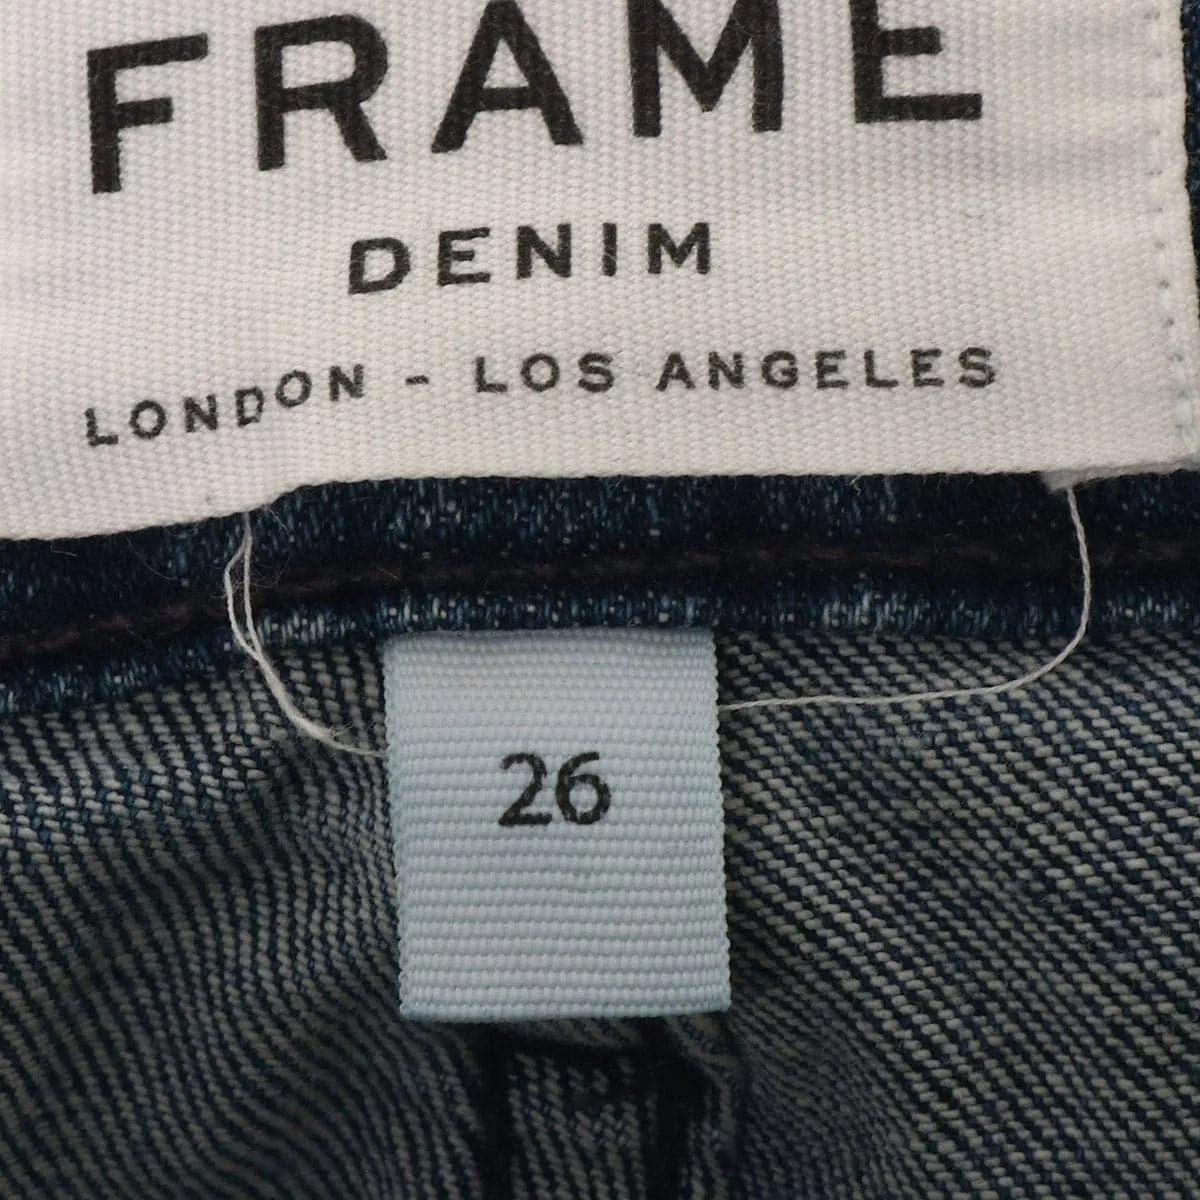 FRAME
DENIM
LONDON - LOS ANGELES
26